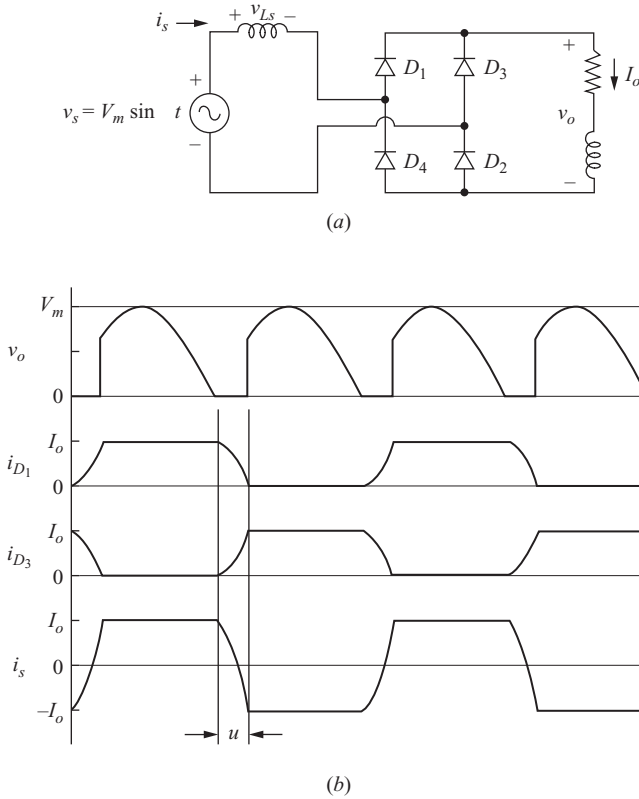 i_s + v_Ls −
+ v_s = V_m sin t −
D_1 D_3
D_4 D_2
+ v_o −
I_o
(a)
V_m
v_o
0
I_o
i_D1
0
I_o
i_D3
0
I_o
i_s
0
−I_o
u
(b)